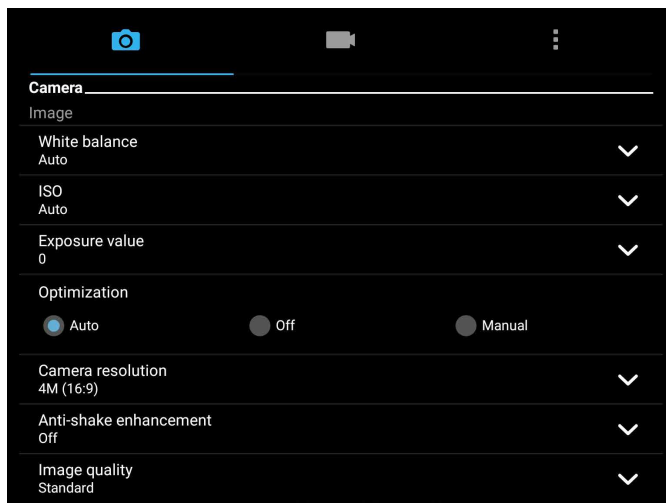 Camera
Image
White balance
Auto
ISO
Auto
Exposure value
0
Optimization
Auto Off Manual
Camera resolution
4M (16:9)
Anti-shake enhancement
Off
Image quality
Standard